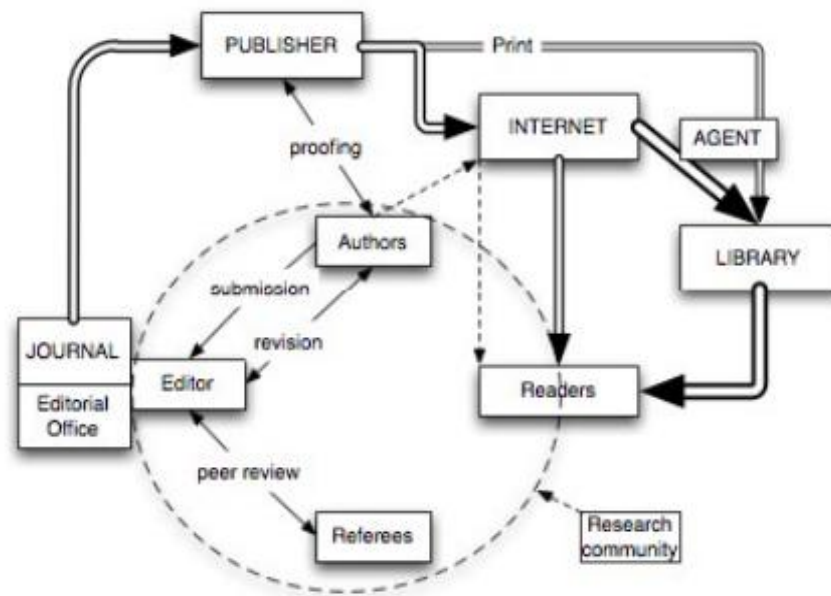 PUBLISHER
Print
INTERNET
AGENT
proofing
Authors
LIBRARY
submission
revision
JOURNAL
Editorial
Office
Editor
Readers
peer review
Referees
Research
community